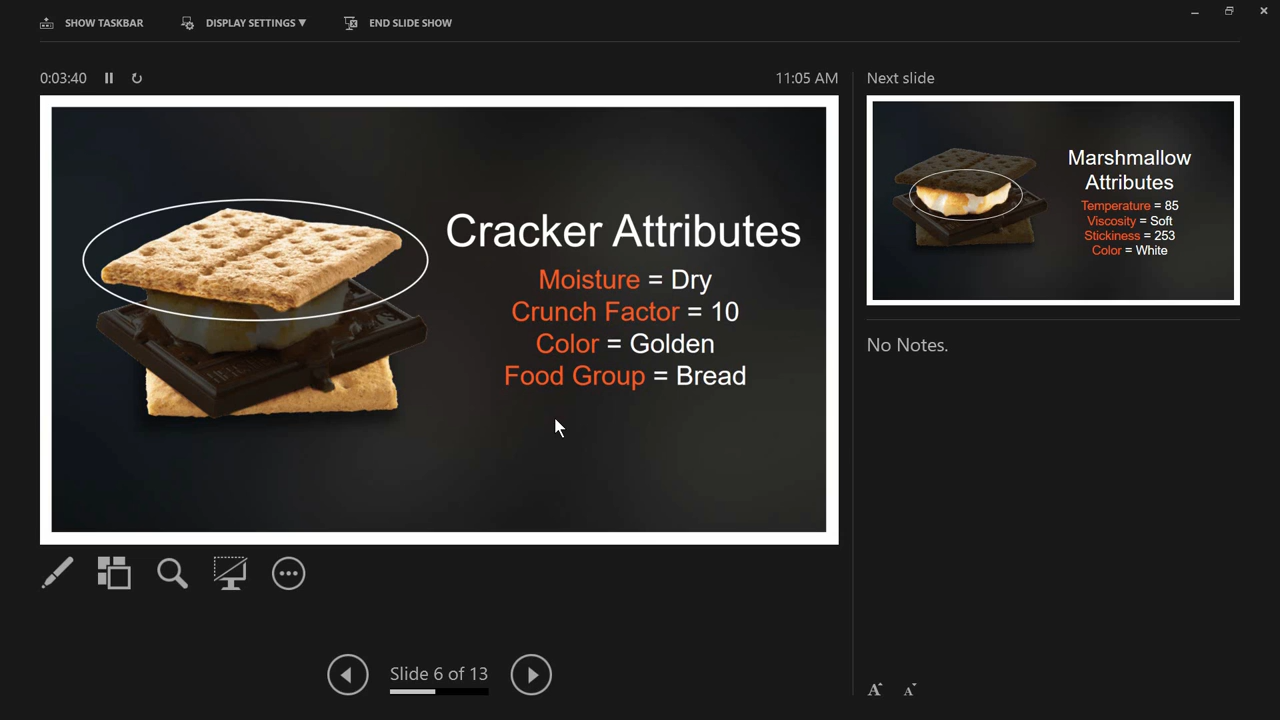 SHOW TASKBAR
DISPLAY SETTINGS ▼
END SLIDE SHOW
0:03:40
11:05 AM
Cracker Attributes
Moisture = Dry
Crunch Factor = 10
Color = Golden
Food Group = Bread
Slide 6 of 13
Next slide
Marshmallow
Attributes
Temperature = 85
Viscosity = Soft
Stickiness = 253
Color = White
No Notes.
A
A